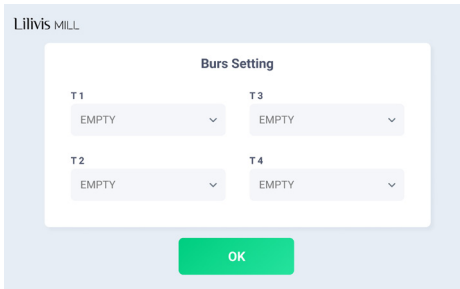 Lilivis MILL
Burs Setting
T 1
EMPTY
T 3
EMPTY
T 2
EMPTY
T 4
EMPTY
OK